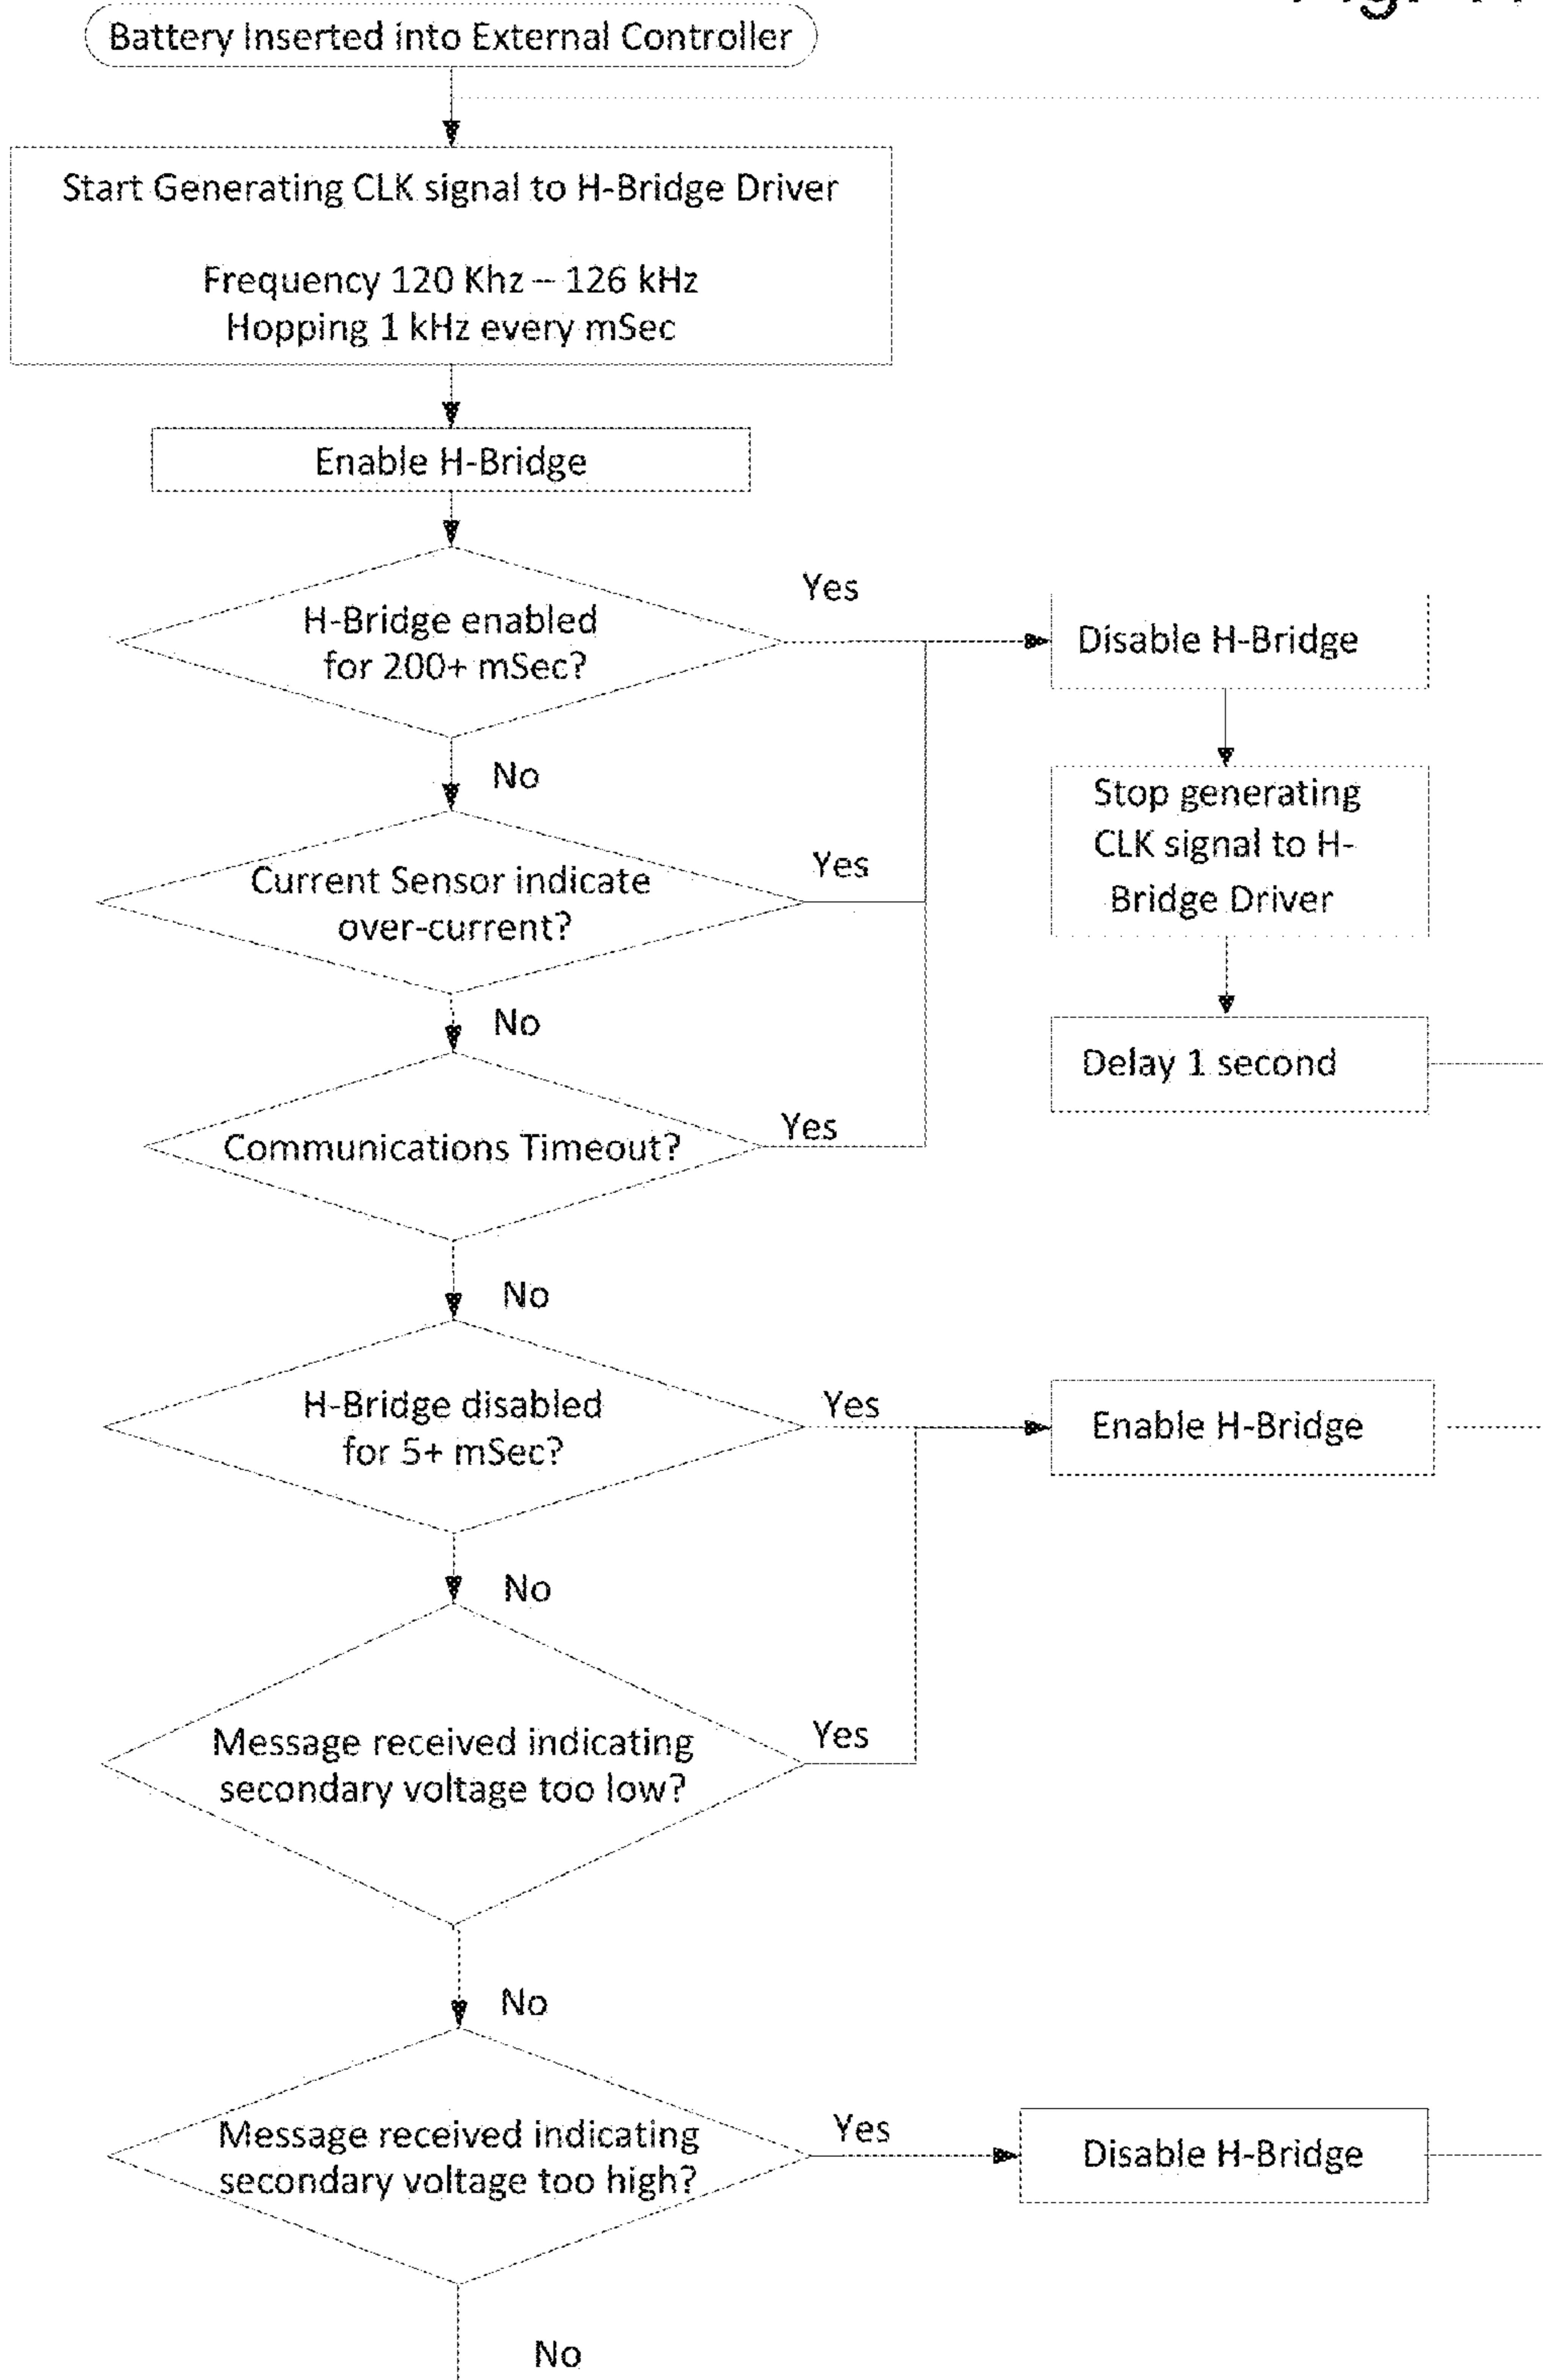 Battery Inserted into External Controller
Start Generating CLK signal to H-Bridge Driver
Frequency 120 Khz – 126 kHz
Hopping 1 kHz every mSec
Enable H-Bridge
H-Bridge enabled
for 200+ mSec?
Yes
Disable H-Bridge
No
Stop generating
CLK signal to H-
Bridge Driver
Current Sensor indicate
over-current?
Yes
No
Delay 1 second
Communications Timeout?
Yes
No
H-Bridge disabled
for 5+ mSec?
Yes
Enable H-Bridge
No
Message received indicating
secondary voltage too low?
Yes
No
Message received indicating
secondary voltage too high?
Yes
Disable H-Bridge
No